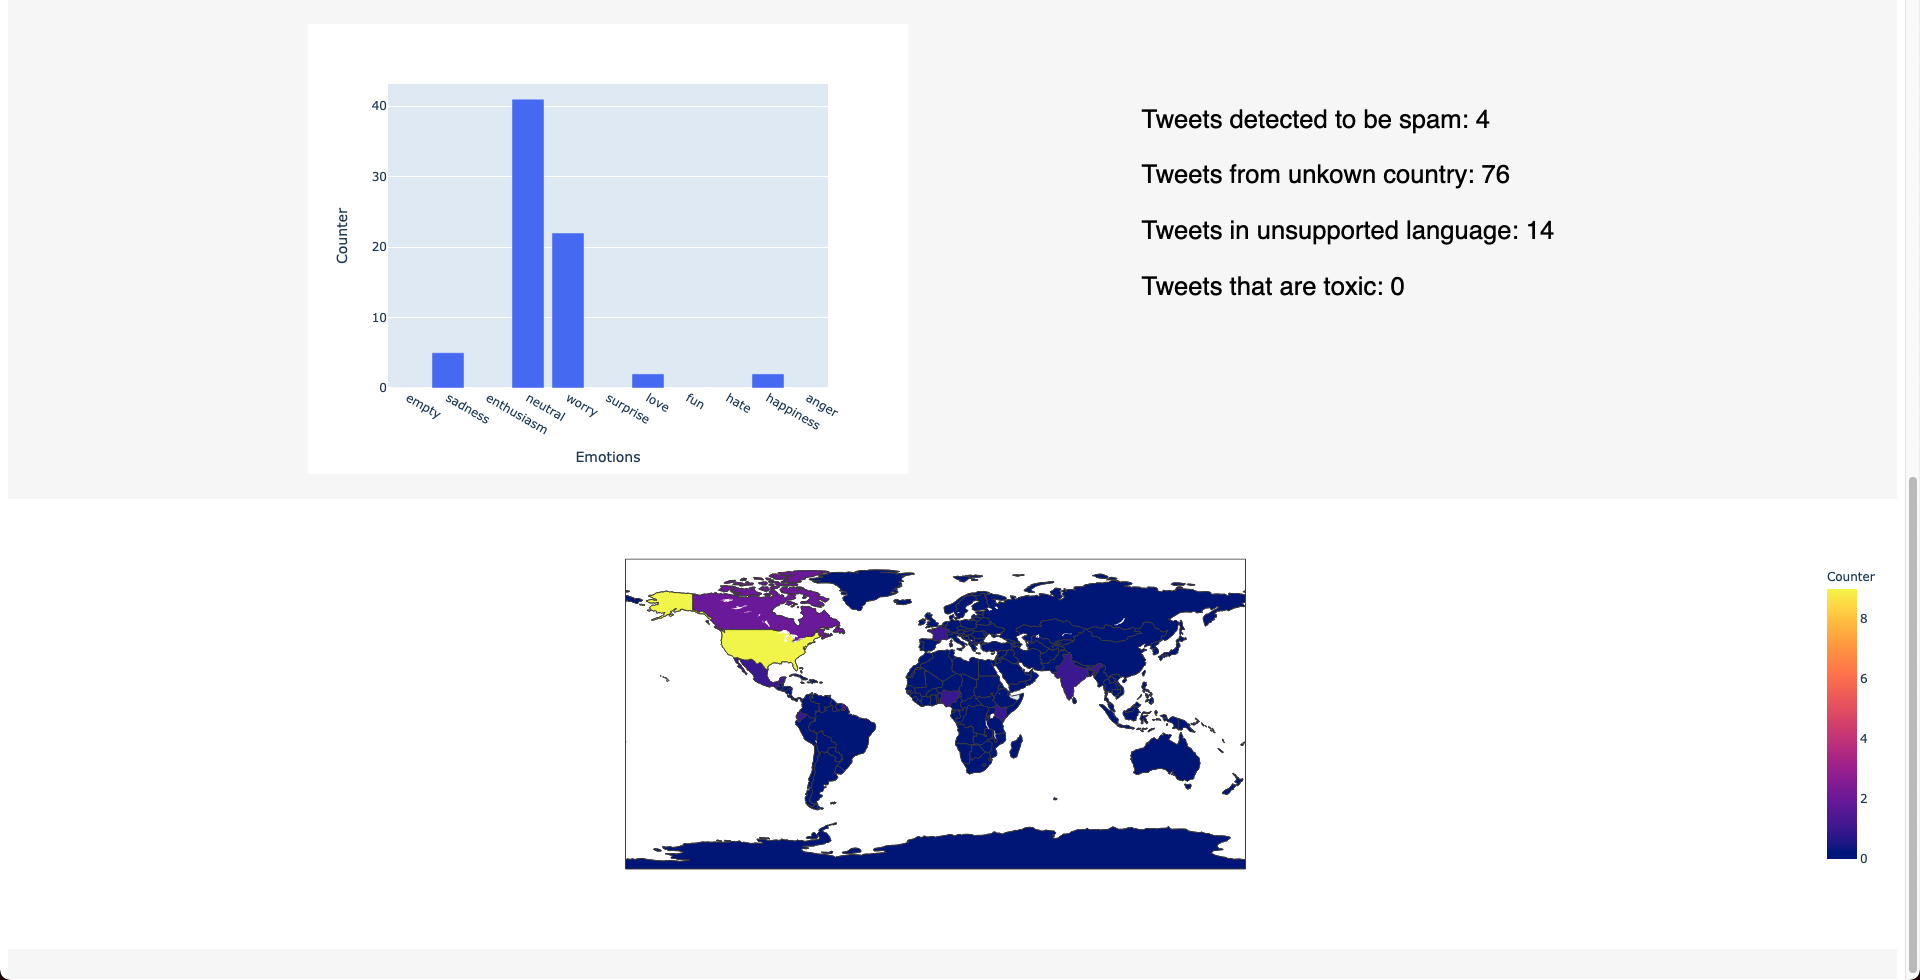 40
30
20
10
0
Counter
empty
sadness
enthusiasm
neutral
worry
surprise
love
fun
hate
happiness
anger
Emotions
Tweets detected to be spam: 4
Tweets from unkown country: 76
Tweets in unsupported language: 14
Tweets that are toxic: 0
Counter
8
6
4
2
0